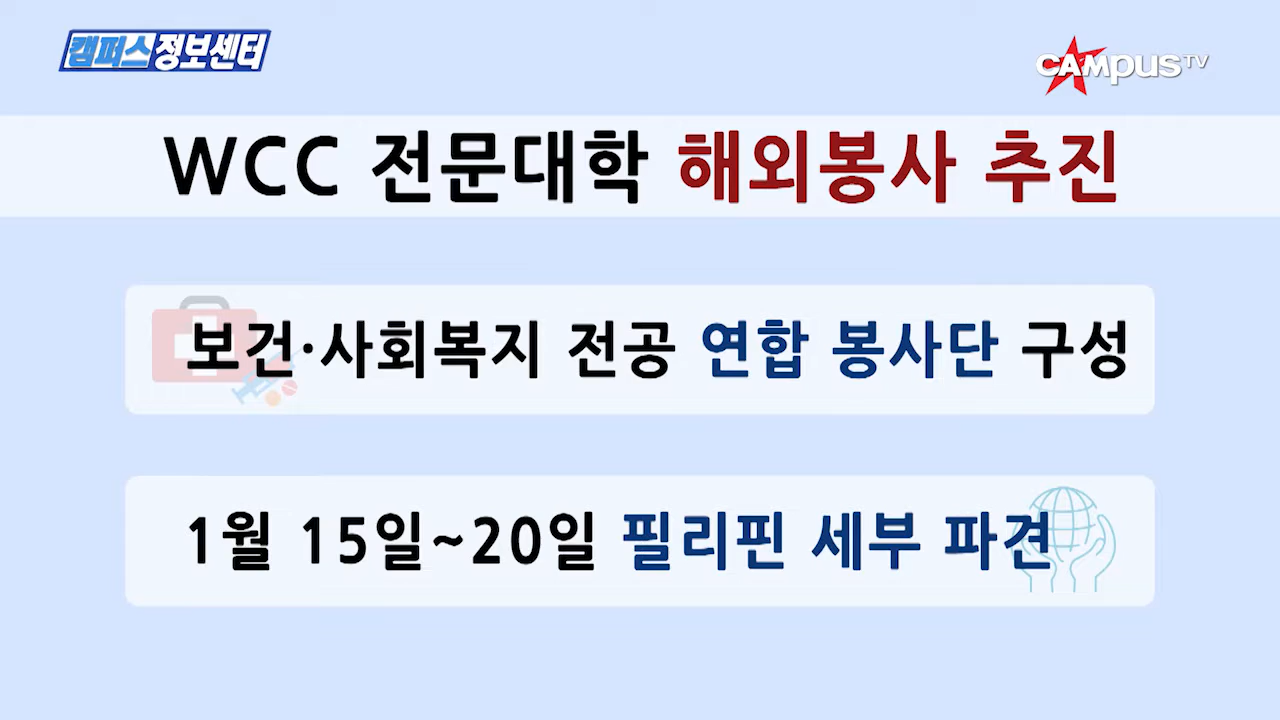 캠퍼스정보센터
CAMPUS TV
WCC 전문대학 해외봉사 추진
보건·사회복지 전공 연합 봉사단 구성
1월 15일~20일 필리핀 세부 파견